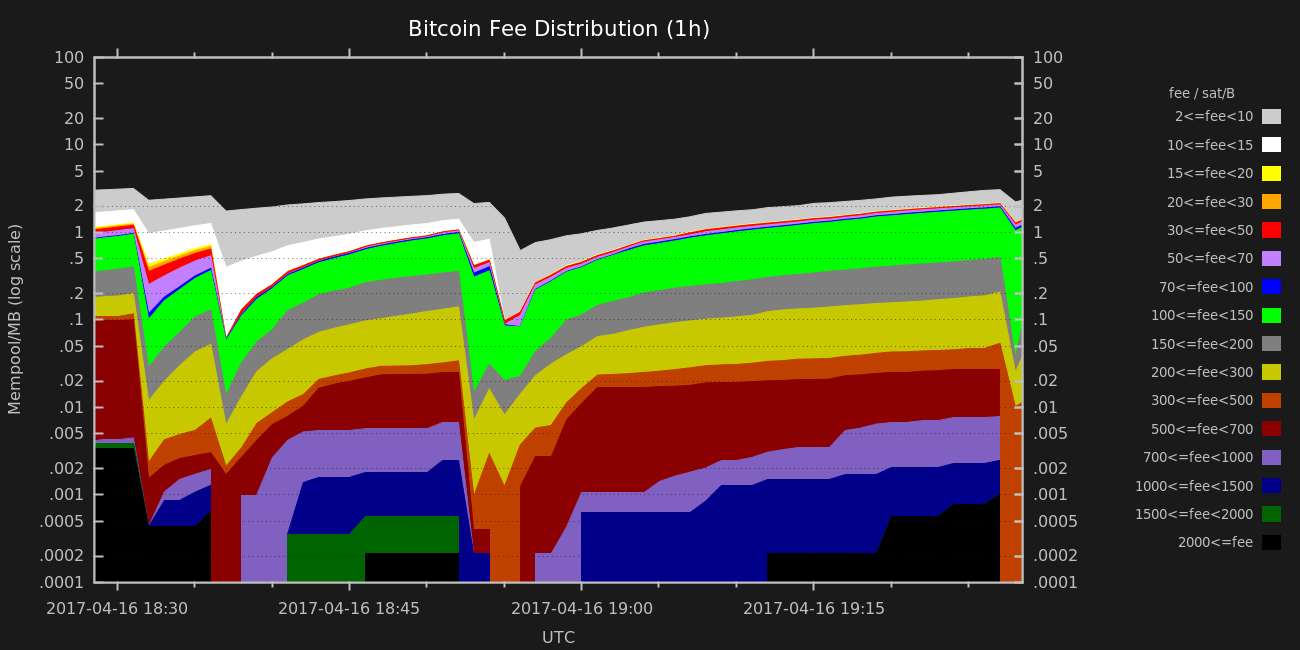 Bitcoin Fee Distribution (1h)
100 100
50 50
20 20
10 10
5 5
2 2
1 1
.5 .5
.2 .2
.1 .1
.05 .05
.02 .02
.01 .01
.005 .005
.002 .002
.001 .001
.0005 .0005
.0002 .0002
.0001 .0001
Mempool/MB (log scale)
2017-04-16 18:30 2017-04-16 18:45 2017-04-16 19:00 2017-04-16 19:15
UTC
fee / sat/B
2<=fee<10
10<=fee<15
15<=fee<20
20<=fee<30
30<=fee<50
50<=fee<70
70<=fee<100
100<=fee<150
150<=fee<200
200<=fee<300
300<=fee<500
500<=fee<700
700<=fee<1000
1000<=fee<1500
1500<=fee<2000
2000<=fee